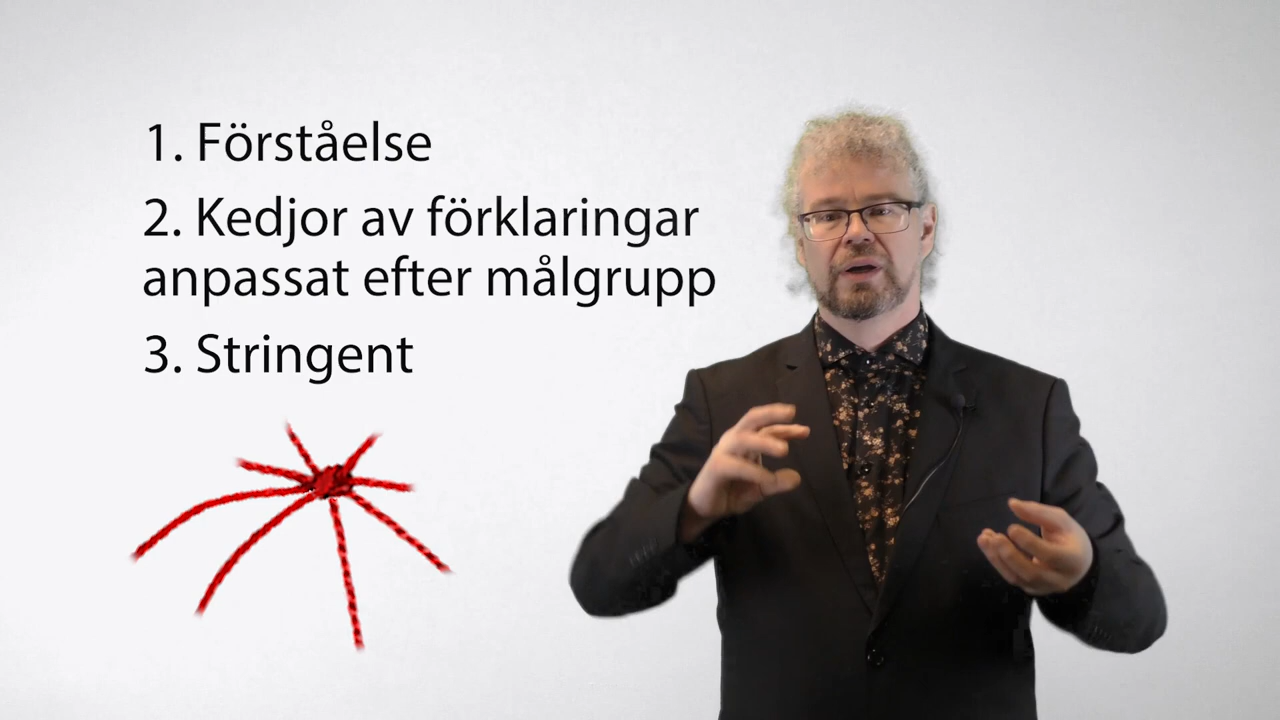 1. Förståelse
2. Kedjor av förklaringar
anpassat efter målgrupp
3. Stringent